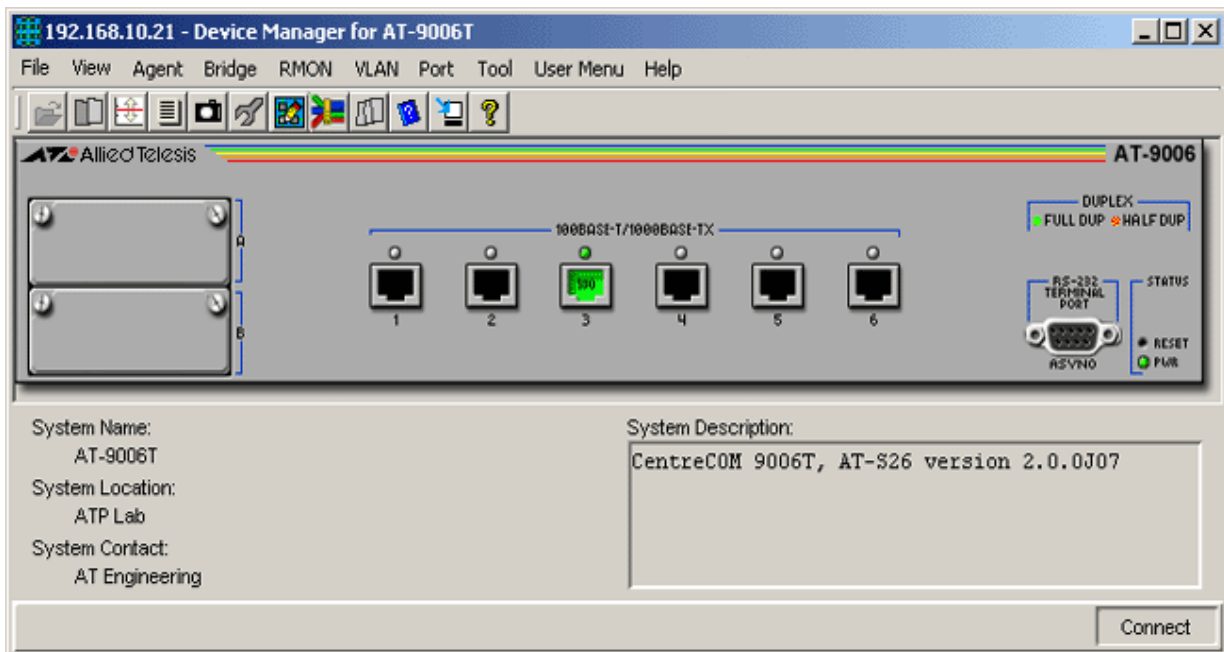 192.168.10.21 - Device Manager for AT-9006T
File View Agent Bridge RMON VLAN Port Tool User Menu Help
Allied Telesis
AT-9006
DUPLEX
FULL DUP HALF DUP
A
100BASE-T/1000BASE-TX
RS-232
TERMINAL
PORT
STATUS
100
1 2 3 4 5 6
B
RESET
ASYNO
PWR
System Name:
AT-9006T
System Location:
ATP Lab
System Contact:
AT Engineering
System Description:
CentreCOM 9006T, AT-S26 version 2.0.0J07
Connect